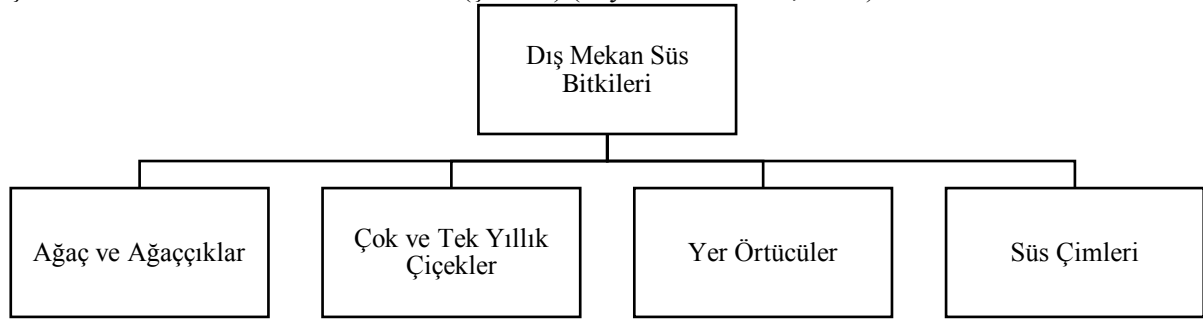 Dış Mekan Süs
Bitkileri
Ağaç ve Ağaççıklar
Çok ve Tek Yıllık
Çiçekler
Yer Örtücüler
Süs Çimleri